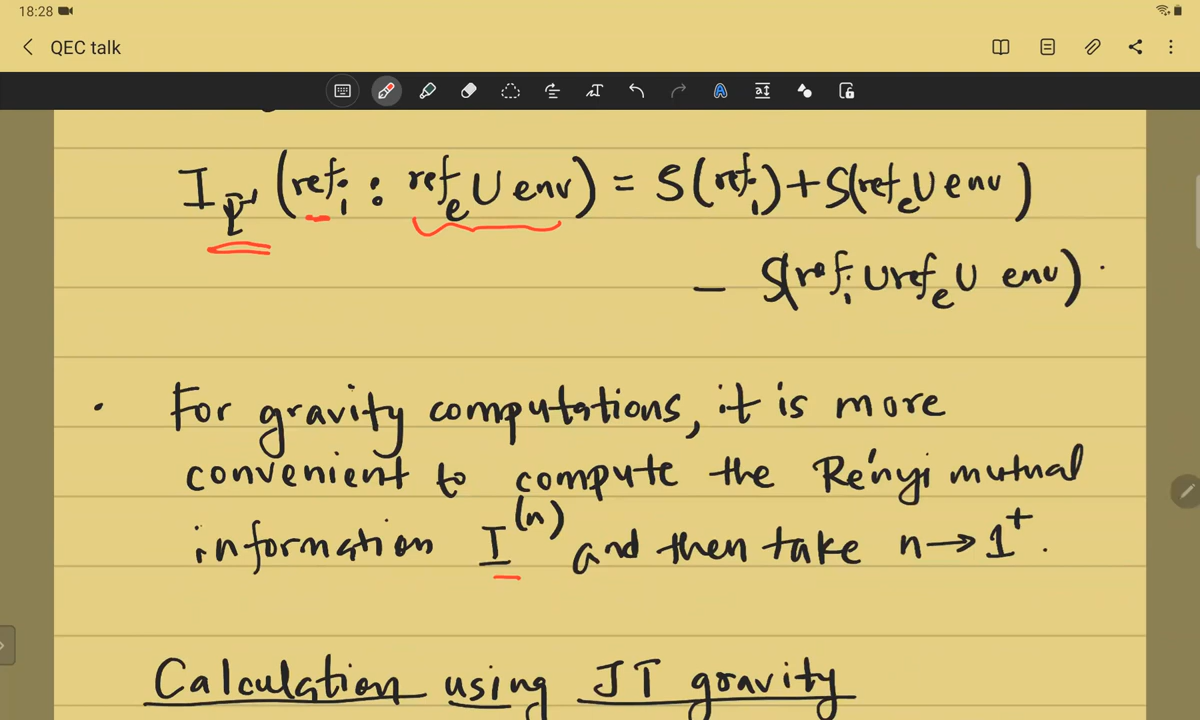 18:28
QEC talk
I_Ψ' (ref_i : ref_e ∪ env) = S(ref_i) + S(ref_e ∪ env)
− S(ref_i ∪ ref_e ∪ env).
• For gravity computations, it is more
convenient to compute the Rényi mutual
information I^(n) and then take n→1⁺.
Calculation using JT gravity